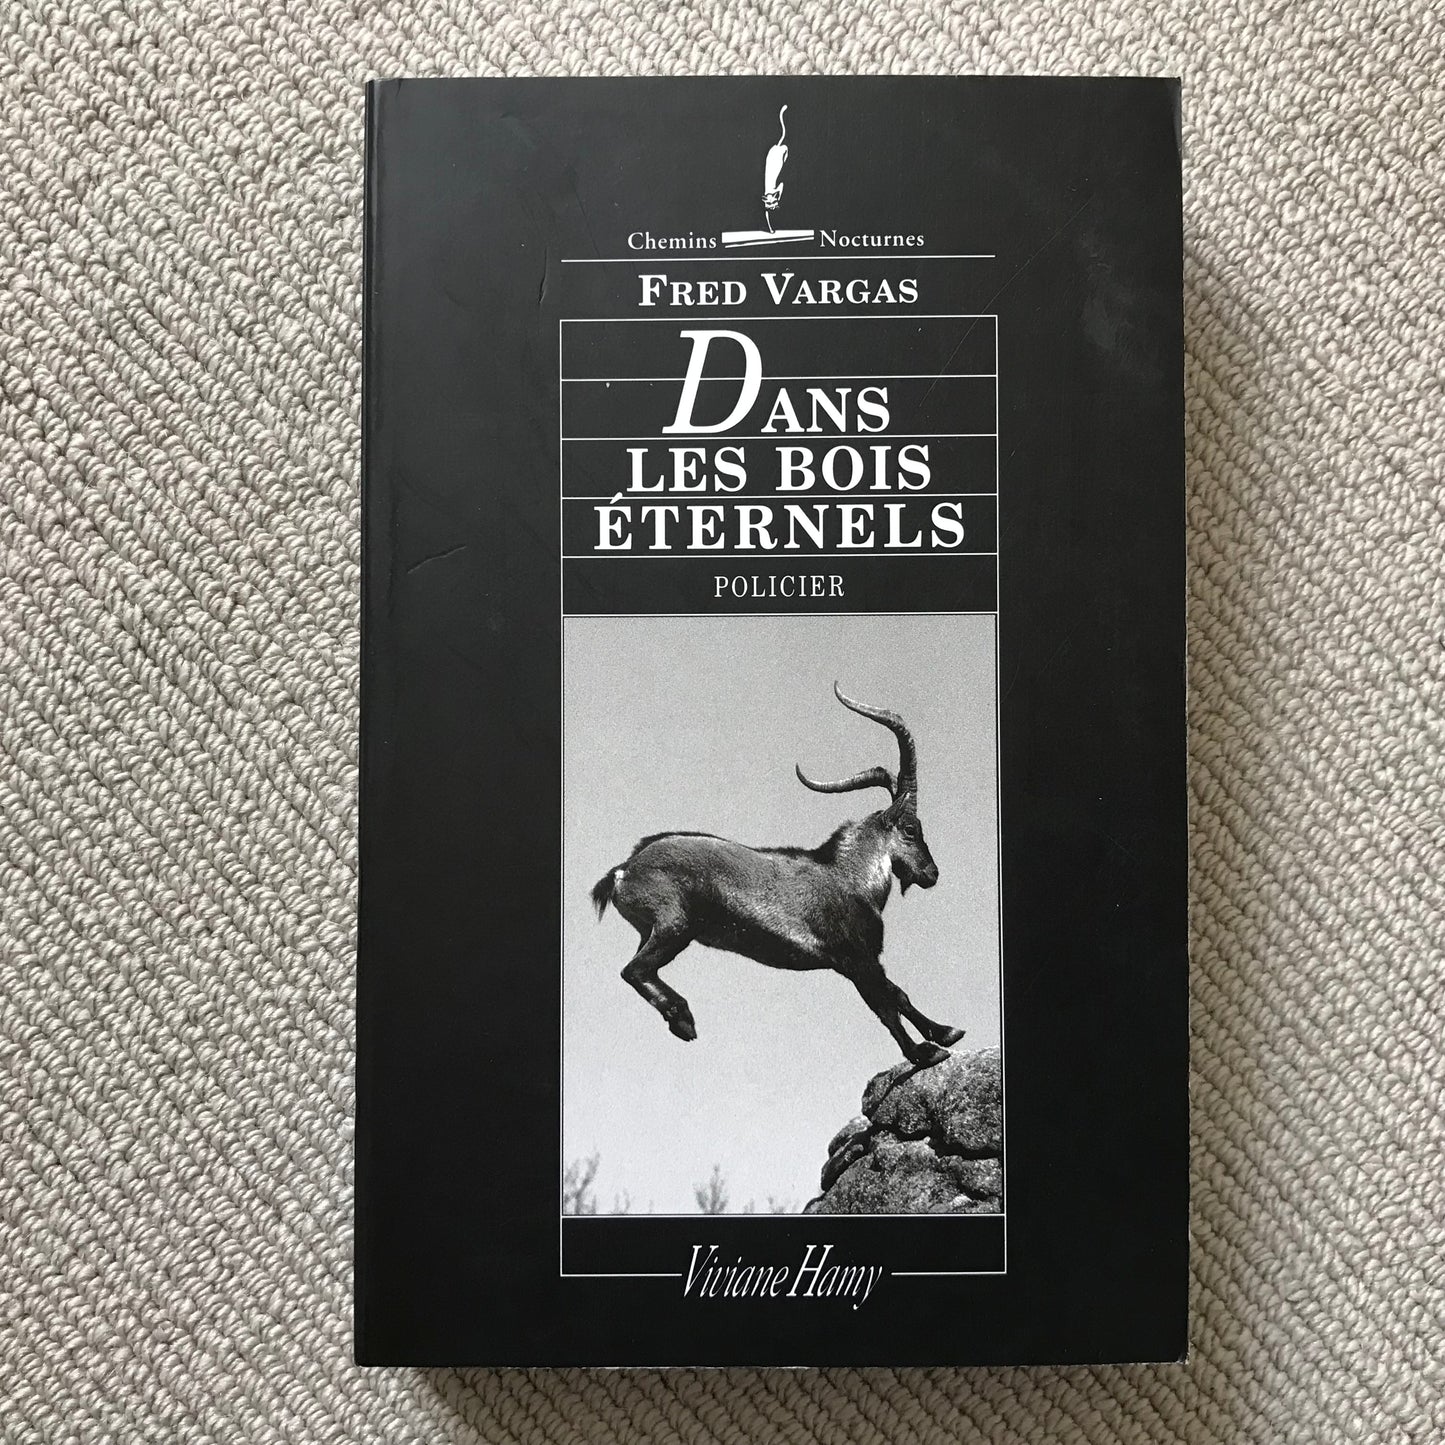 Chemins Nocturnes
FRED VARGAS
DANS
LES BOIS
ÉTERNELS
POLICIER
Viviane Hamy